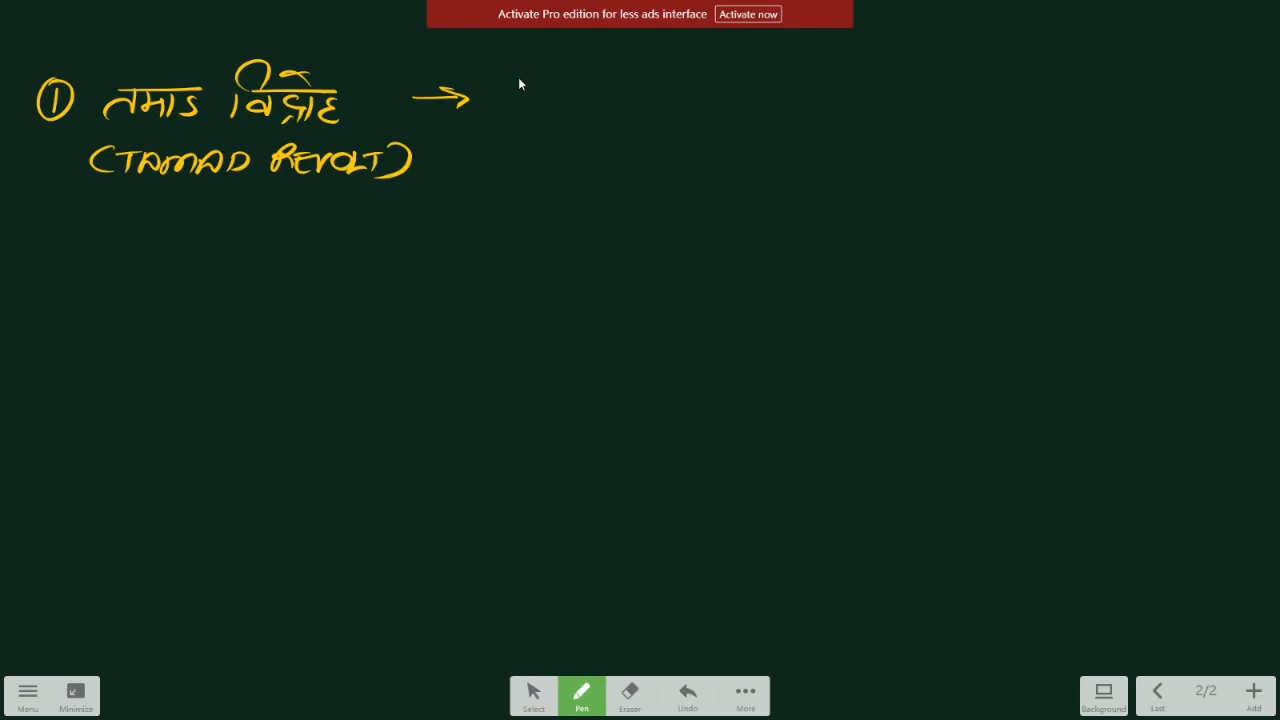 Activate Pro edition for less ads interface Activate now
① तमाड विद्रोह →
(TAMAD REVOLT)
Menu Minimize Select Pen Eraser Undo More Background Last 2/2 Add